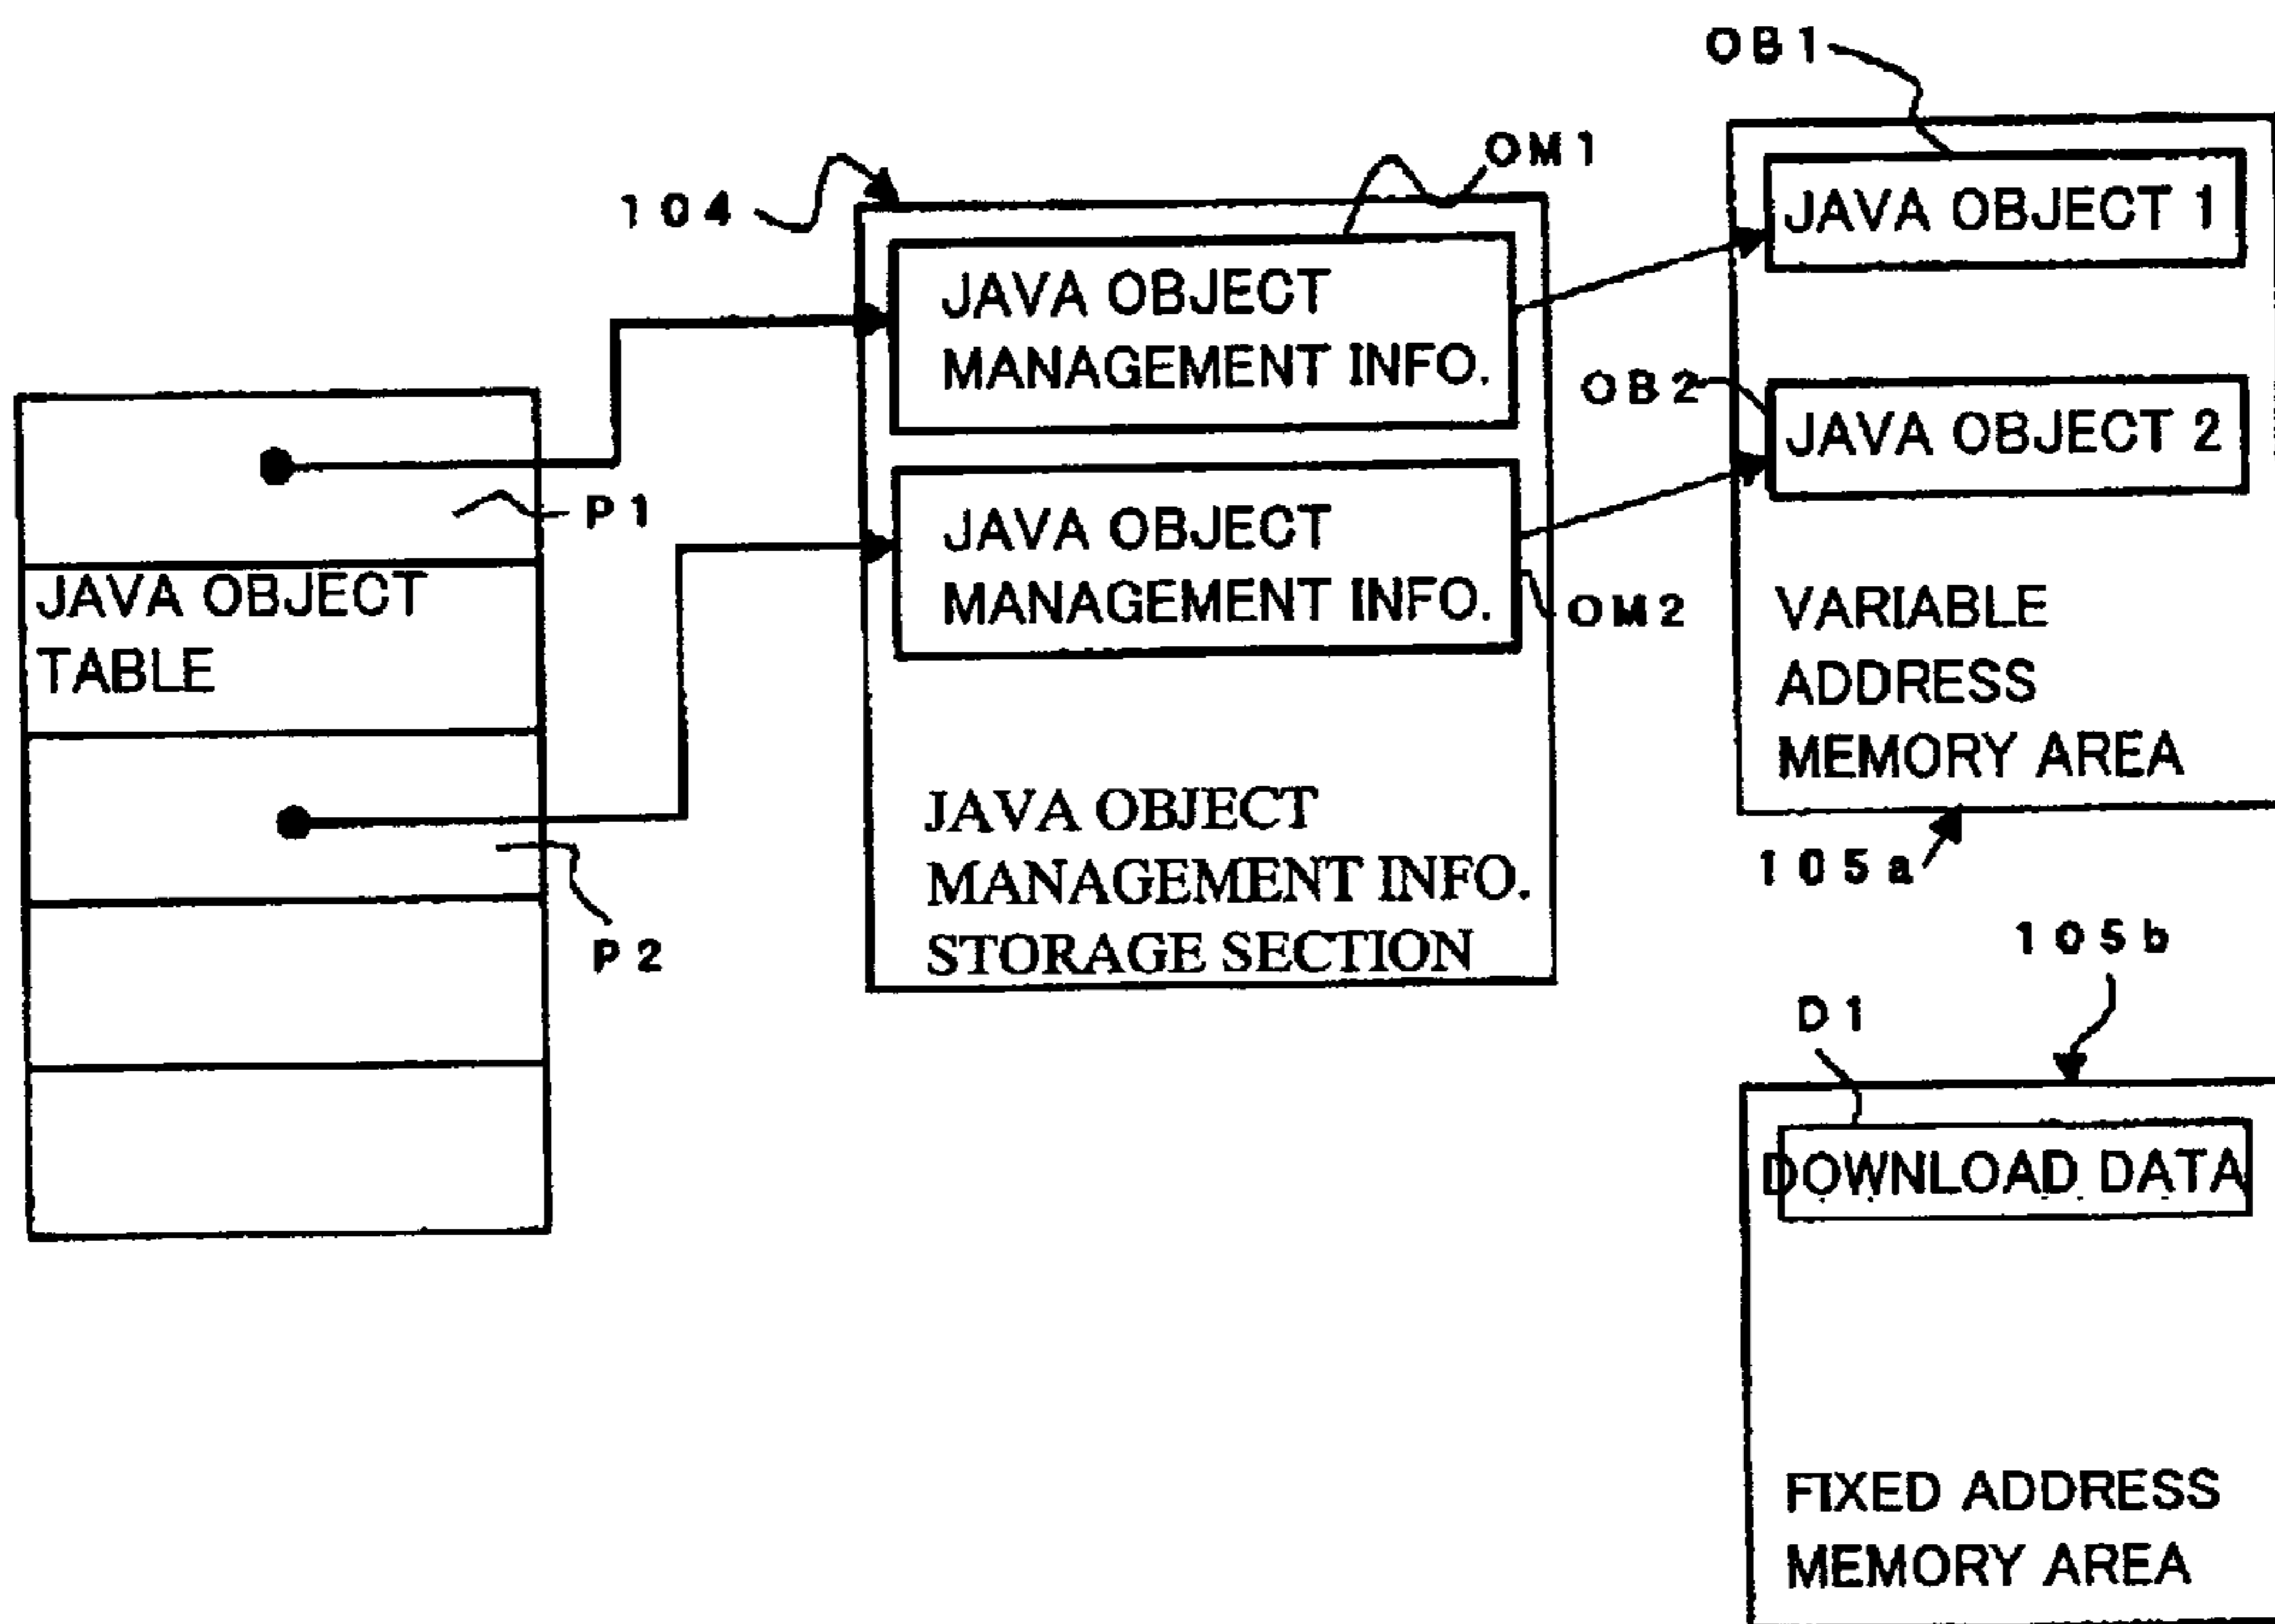 OB1
OM1
104
JAVA OBJECT 1
JAVA OBJECT
MANAGEMENT INFO.
OB2
JAVA OBJECT 2
P1
JAVA OBJECT
MANAGEMENT INFO.
OM2
JAVA OBJECT
TABLE
VARIABLE
ADDRESS
MEMORY AREA
JAVA OBJECT
MANAGEMENT INFO.
STORAGE SECTION
P2
105a
105b
D1
DOWNLOAD DATA
FIXED ADDRESS
MEMORY AREA